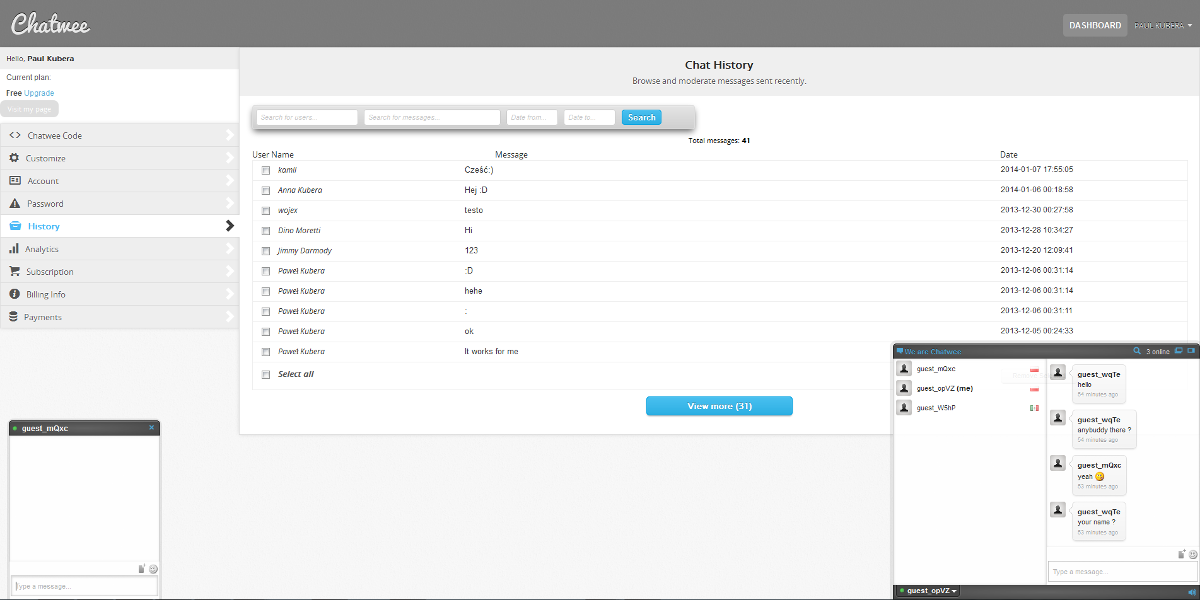 Chatwee
DASHBOARD
PAUL KUBERA
Hello, Paul Kubera
Current plan:
Free Upgrade
Visit my page
Chatwee Code
Customize
Account
Password
History
Analytics
Subscription
Billing Info
Payments
Chat History
Browse and moderate messages sent recently.
Search for users...
Search for messages...
Date from...
Date to...
Search
Total messages: 41
User Name Message Date
kamil Cześć:) 2014-01-07 17:55:05
Anna Kubera Hej :D 2014-01-06 00:18:58
wojex testo 2013-12-30 00:27:58
Dino Moretti Hi 2013-12-28 10:34:27
Jimmy Darmody 123 2013-12-20 12:09:41
Paweł Kubera :D 2013-12-06 00:31:14
Paweł Kubera hehe 2013-12-06 00:31:14
Paweł Kubera : 2013-12-06 00:31:11
Paweł Kubera ok 2013-12-05 00:24:33
Paweł Kubera It works for me
Select all
View more (31)
guest_mQxc
Type a message...
We are Chatwee
3 online
guest_mQxc
guest_opVZ (me)
guest_W5hP
guest_wqTe
hello
54 minutes ago
guest_wqTe
anybuddy there ?
54 minutes ago
guest_mQxc
yeah
53 minutes ago
guest_wqTe
your name ?
53 minutes ago
Type a message...
guest_opVZ